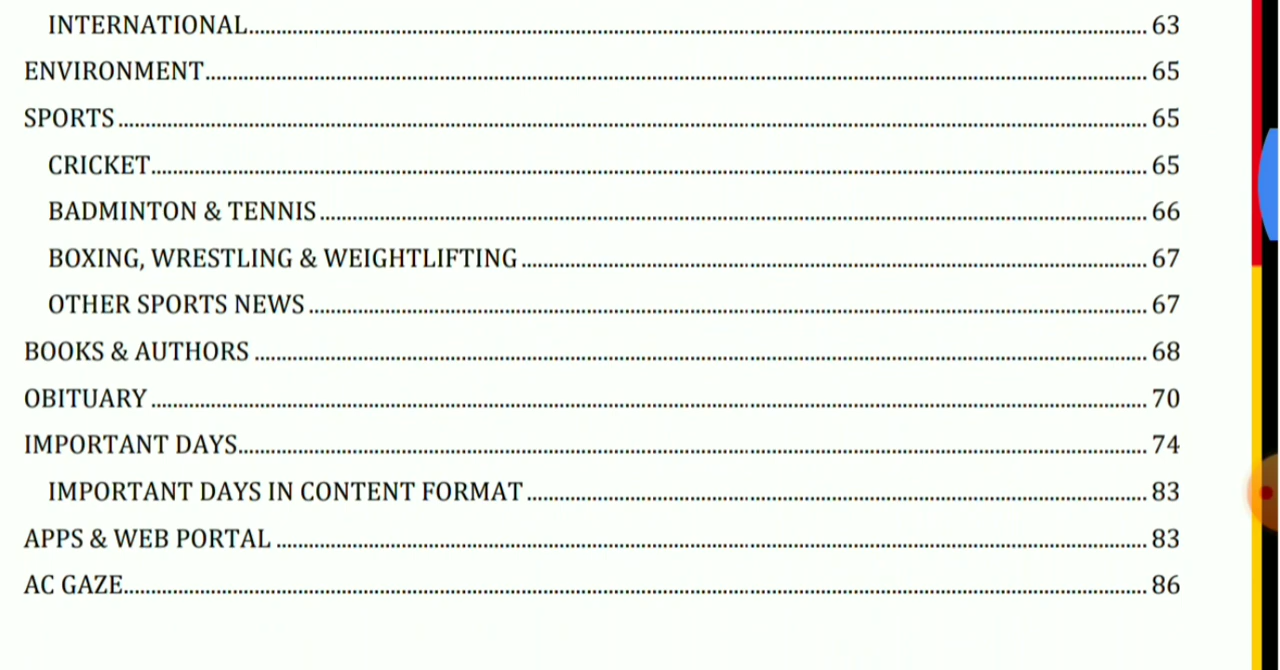 INTERNATIONAL.......... 63
ENVIRONMENT.......... 65
SPORTS.......... 65
CRICKET.......... 65
BADMINTON & TENNIS.......... 66
BOXING, WRESTLING & WEIGHTLIFTING.......... 67
OTHER SPORTS NEWS.......... 67
BOOKS & AUTHORS.......... 68
OBITUARY.......... 70
IMPORTANT DAYS.......... 74
IMPORTANT DAYS IN CONTENT FORMAT.......... 83
APPS & WEB PORTAL.......... 83
AC GAZE.......... 86